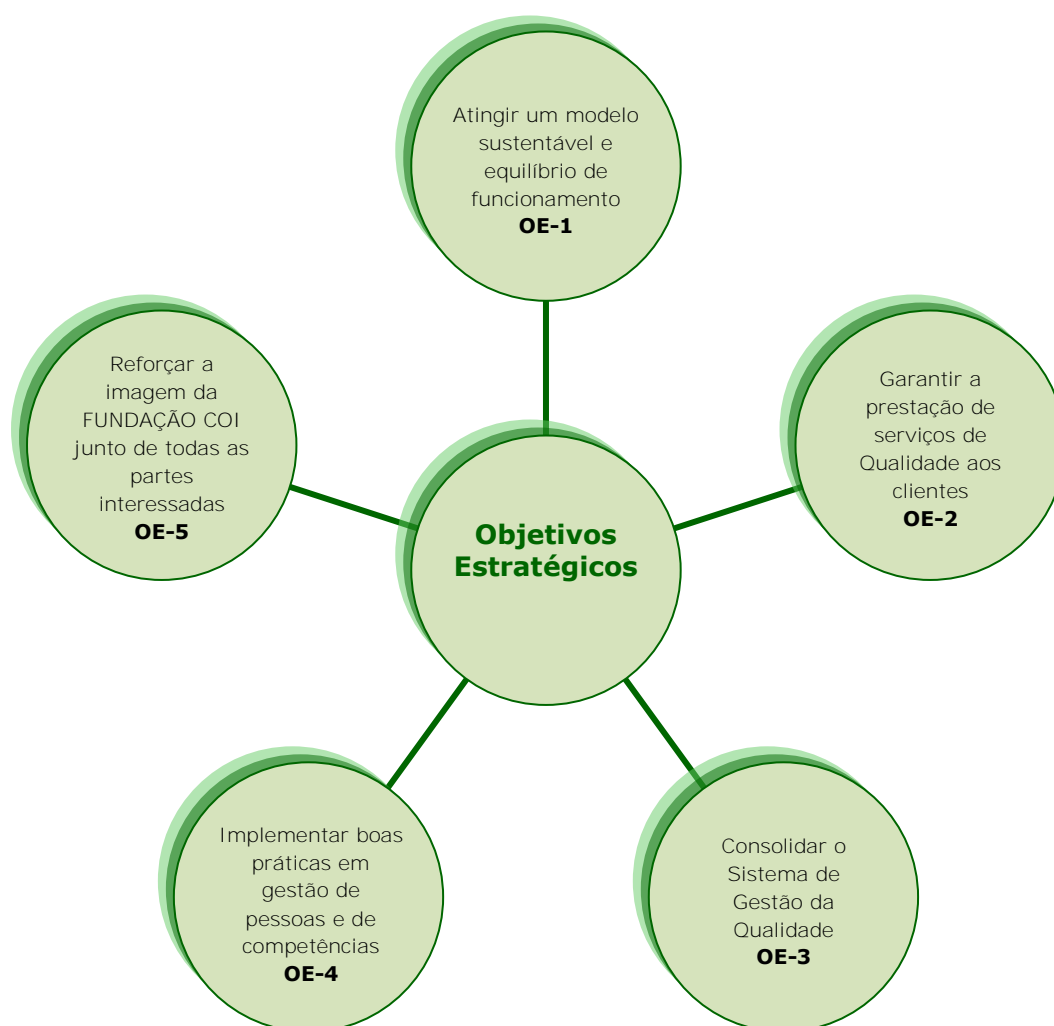 Atingir um modelo
sustentável e
equilíbrio de
funcionamento
OE-1
Garantir a
prestação de
serviços de
Qualidade aos
clientes
OE-2
Consolidar o
Sistema de
Gestão da
Qualidade
OE-3
Implementar boas
práticas em
gestão de
pessoas e de
competências
OE-4
Reforçar a
imagem da
FUNDAÇÃO COI
junto de todas as
partes
interessadas
OE-5
Objetivos
Estratégicos